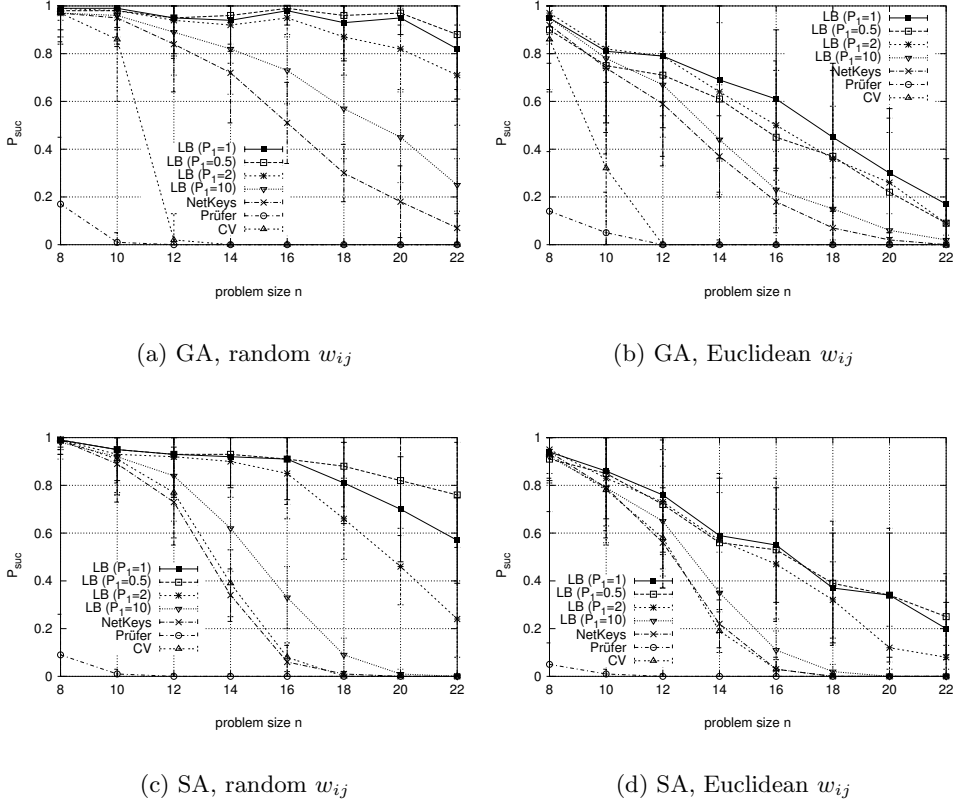 LB (P₁=1)
LB (P₁=0.5)
LB (P₁=2)
LB (P₁=10)
NetKeys
Prüfer
CV
P_suc
1
0.8
0.6
0.4
0.2
0
8 10 12 14 16 18 20 22
problem size n
(a) GA, random w_ij
LB (P₁=1)
LB (P₁=0.5)
LB (P₁=2)
LB (P₁=10)
NetKeys
Prüfer
CV
P_suc
1
0.8
0.6
0.4
0.2
0
8 10 12 14 16 18 20 22
problem size n
(b) GA, Euclidean w_ij
LB (P₁=1)
LB (P₁=0.5)
LB (P₁=2)
LB (P₁=10)
NetKeys
Prüfer
CV
P_suc
1
0.8
0.6
0.4
0.2
0
8 10 12 14 16 18 20 22
problem size n
(c) SA, random w_ij
LB (P₁=1)
LB (P₁=0.5)
LB (P₁=2)
LB (P₁=10)
NetKeys
Prüfer
CV
P_suc
1
0.8
0.6
0.4
0.2
0
8 10 12 14 16 18 20 22
problem size n
(d) SA, Euclidean w_ij